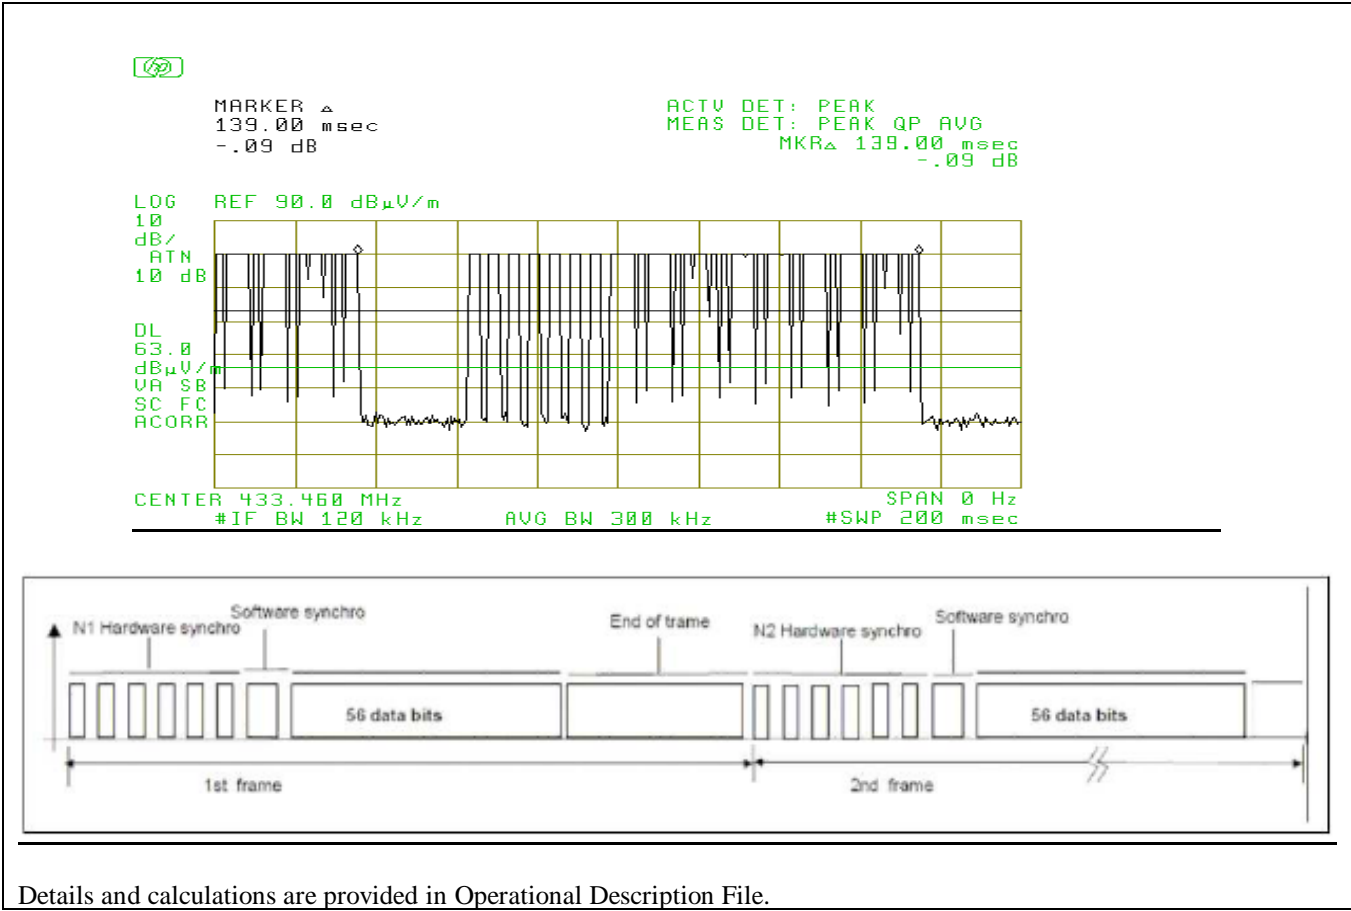 MARKER ▵
139.00 msec
-.09 dB
ACTV DET: PEAK
MEAS DET: PEAK QP AVG
MKR▵ 139.00 msec
-.09 dB
LOG REF 90.0 dBµV/m
10
dB/
ATN
10 dB
DL
63.0
dBµV/m
VA SB
SC FC
ACORR
CENTER 433.460 MHz SPAN 0 Hz
#IF BW 120 kHz AVG BW 300 kHz #SWP 200 msec
N1 Hardware synchro
Software synchro
End of frame
N2 Hardware synchro
Software synchro
56 data bits
56 data bits
1st frame
2nd frame
Details and calculations are provided in Operational Description File.